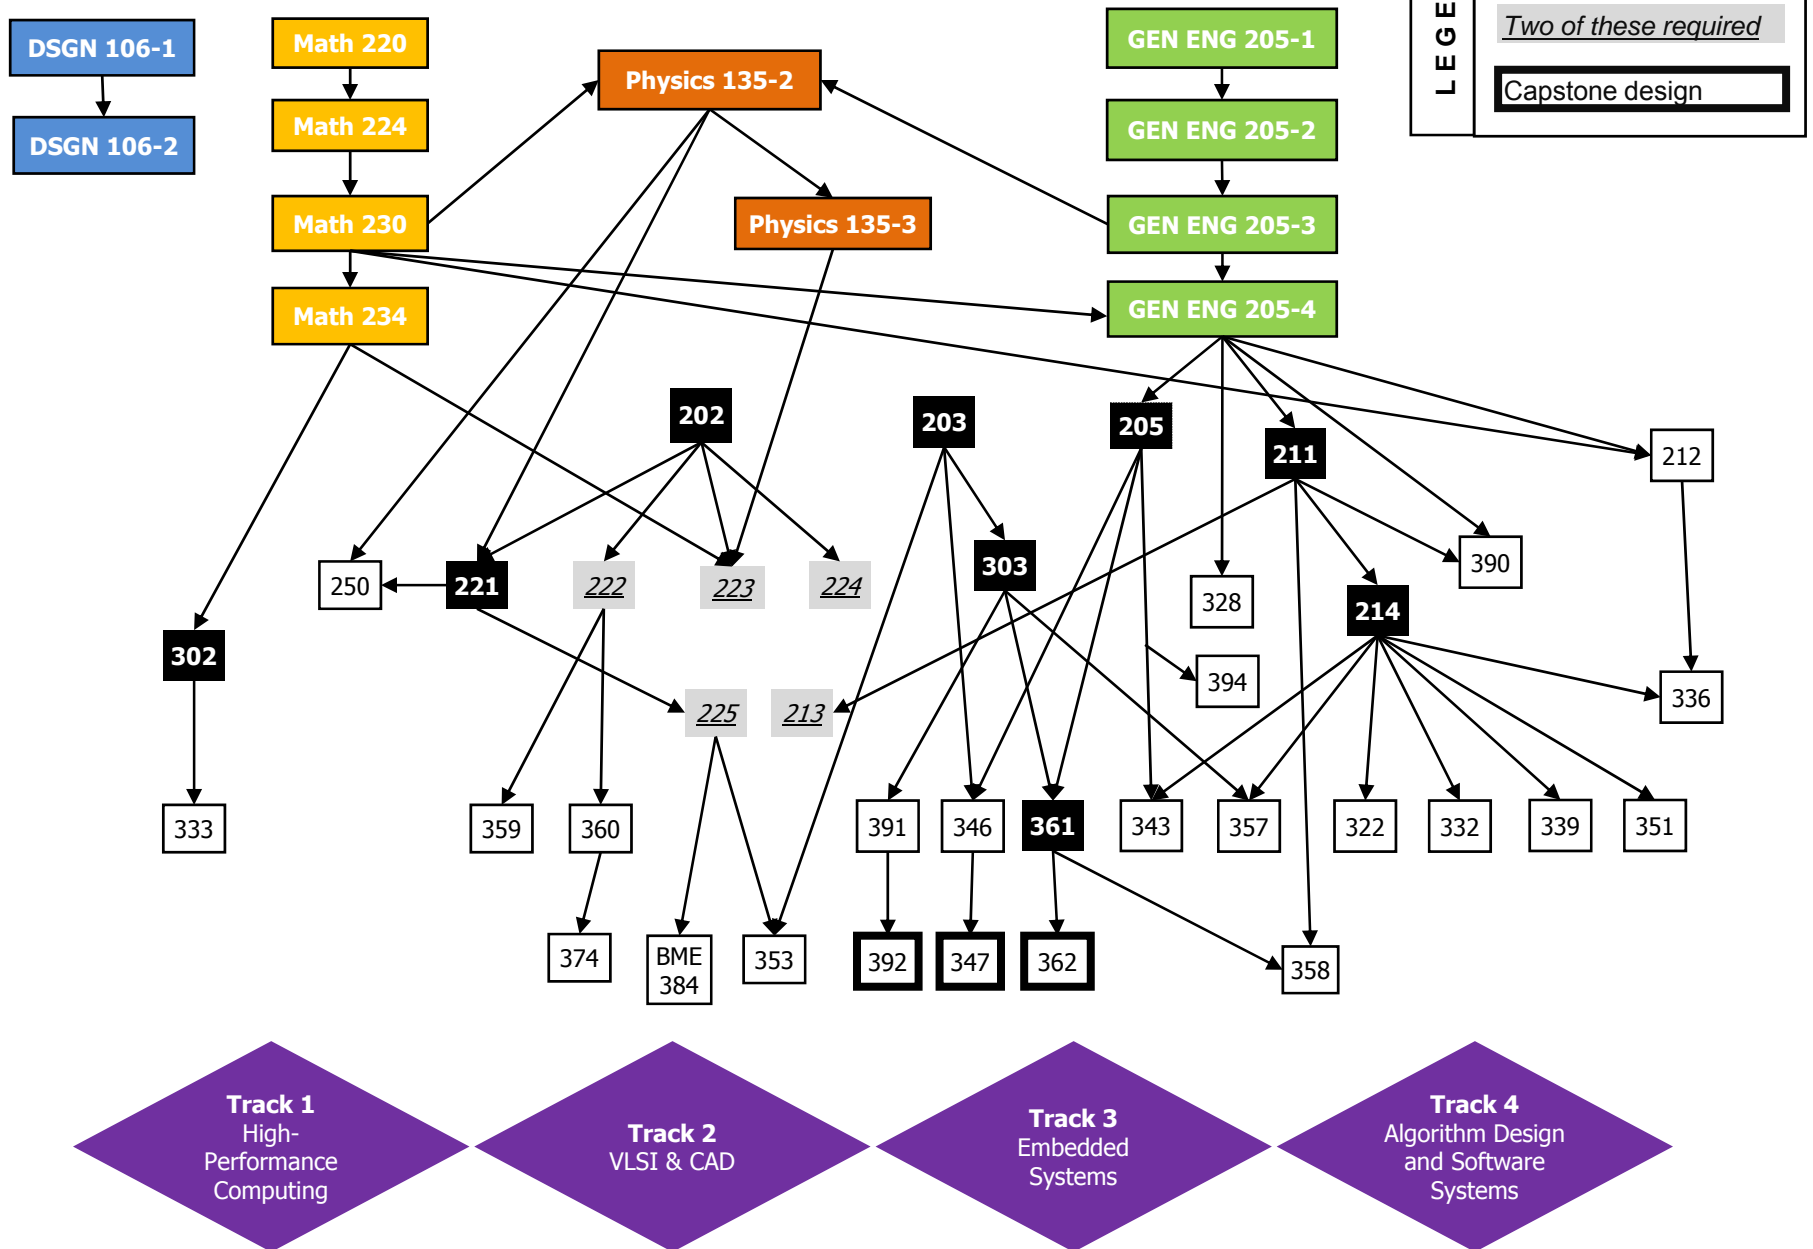 DSGN 106-1
Math 220
Physics 135-2
GEN ENG 205-1
LEGE
Two of these required
Capstone design
DSGN 106-2
Math 224
GEN ENG 205-2
Math 230
Physics 135-3
GEN ENG 205-3
Math 234
GEN ENG 205-4
202
203
205
211
212
250
221
222
223
224
303
328
390
214
302
225
213
394
336
333
359
360
391
346
361
343
357
322
332
339
351
374
BME
384
353
392
347
362
358
Track 1
High-
Performance
Computing
Track 2
VLSI & CAD
Track 3
Embedded
Systems
Track 4
Algorithm Design
and Software
Systems